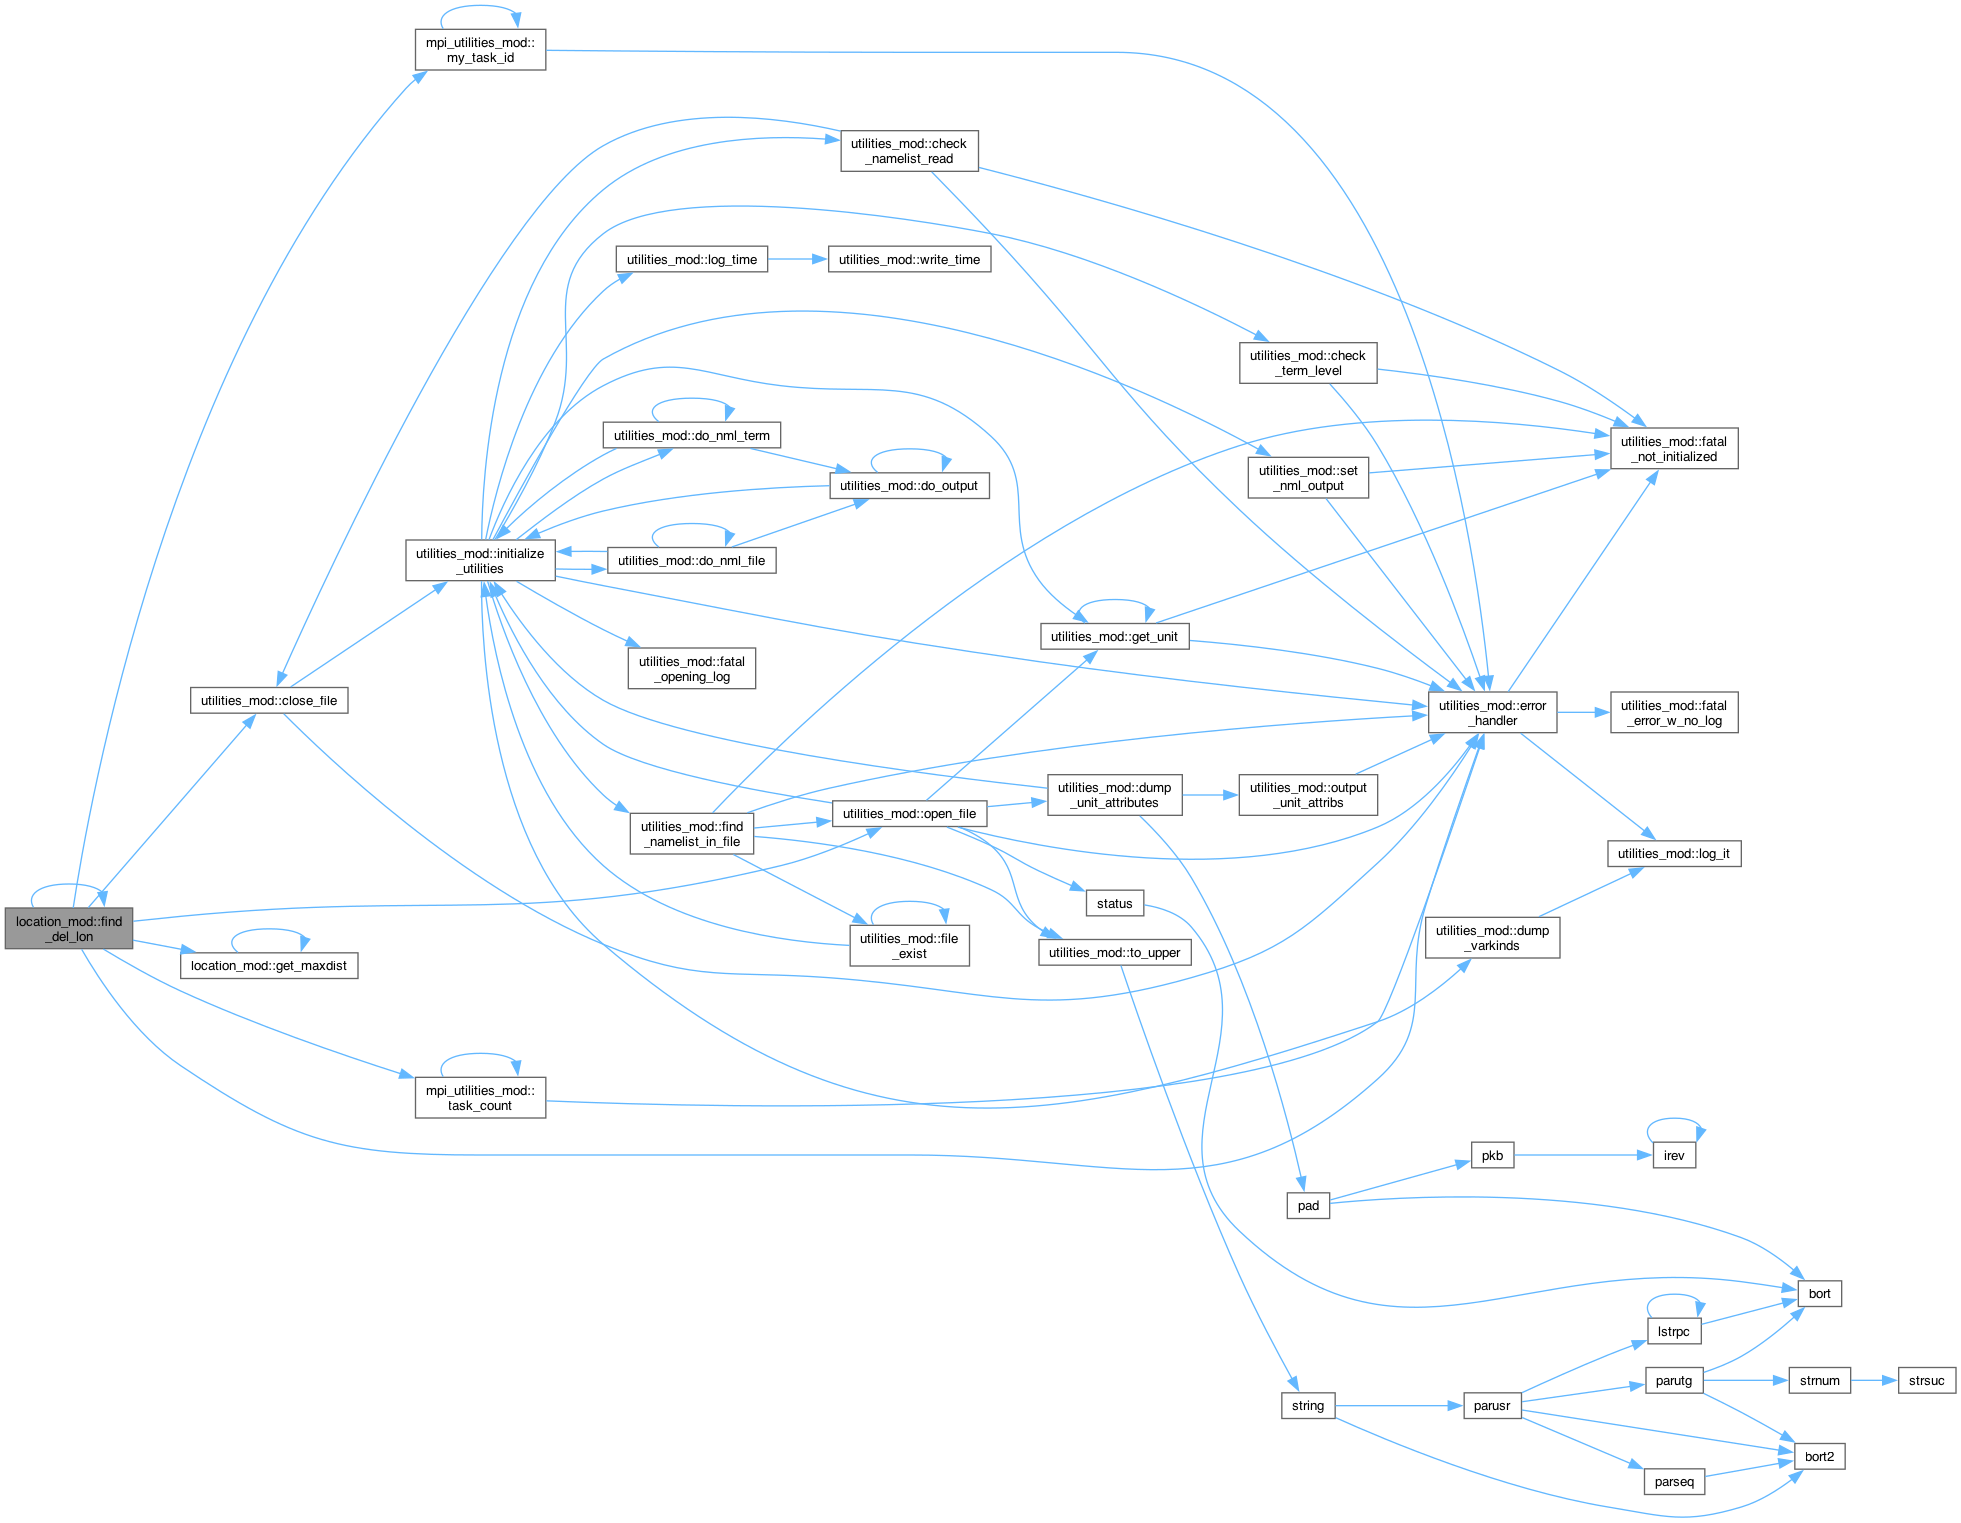 mpi_utilities_mod::
my_task_id
utilities_mod::check
_namelist_read
utilities_mod::log_time
utilities_mod::write_time
utilities_mod::check
_term_level
utilities_mod::do_nml_term
utilities_mod::fatal
_not_initialized
utilities_mod::do_output
utilities_mod::set
_nml_output
utilities_mod::initialize
_utilities
utilities_mod::do_nml_file
utilities_mod::get_unit
utilities_mod::fatal
_opening_log
utilities_mod::close_file
utilities_mod::error
_handler
utilities_mod::fatal
_error_w_no_log
utilities_mod::dump
_unit_attributes
utilities_mod::output
_unit_attribs
utilities_mod::open_file
utilities_mod::find
_namelist_in_file
utilities_mod::log_it
status
location_mod::find
_del_lon
utilities_mod::file
_exist
utilities_mod::to_upper
utilities_mod::dump
_varkinds
location_mod::get_maxdist
mpi_utilities_mod::
task_count
pkb
irev
pad
bort
lstrpc
parutg
strnum
strsuc
string
parusr
bort2
parseq